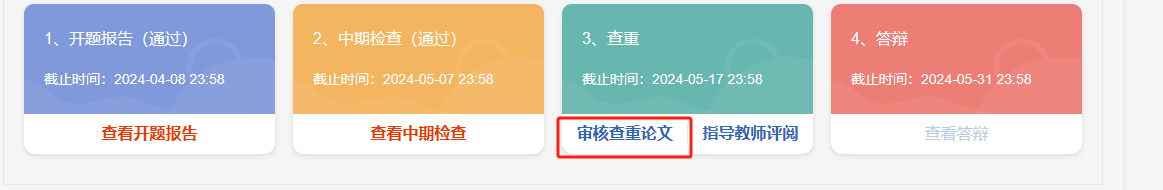 1、开题报告（通过）
截止时间：2024-04-08 23:58
查看开题报告
2、中期检查（通过）
截止时间：2024-05-07 23:58
查看中期检查
3、查重
截止时间：2024-05-17 23:58
审核查重论文 指导教师评阅
4、答辩
截止时间：2024-05-31 23:58
查看答辩